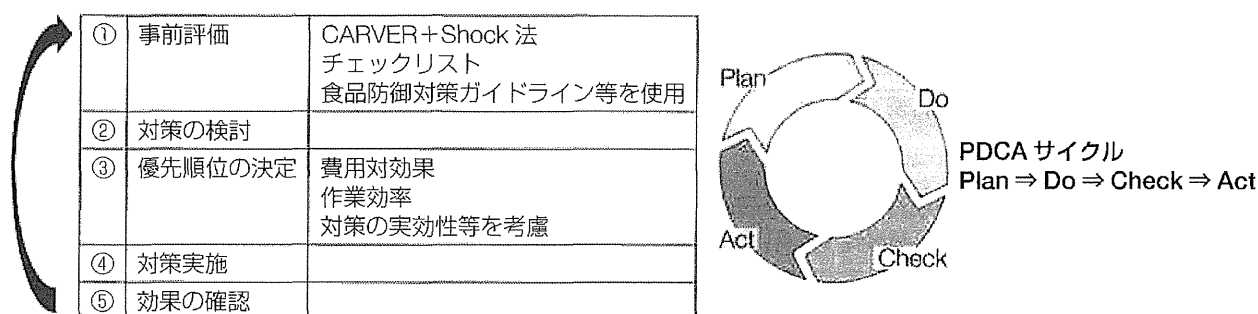 ① 事前評価 CARVER＋Shock 法
チェックリスト
食品防御対策ガイドライン等を使用
② 対策の検討
③ 優先順位の決定 費用対効果
作業効率
対策の実効性等を考慮
④ 対策実施
⑤ 効果の確認
Plan
Do
Check
Act
PDCA サイクル
Plan ⇒ Do ⇒ Check ⇒ Act